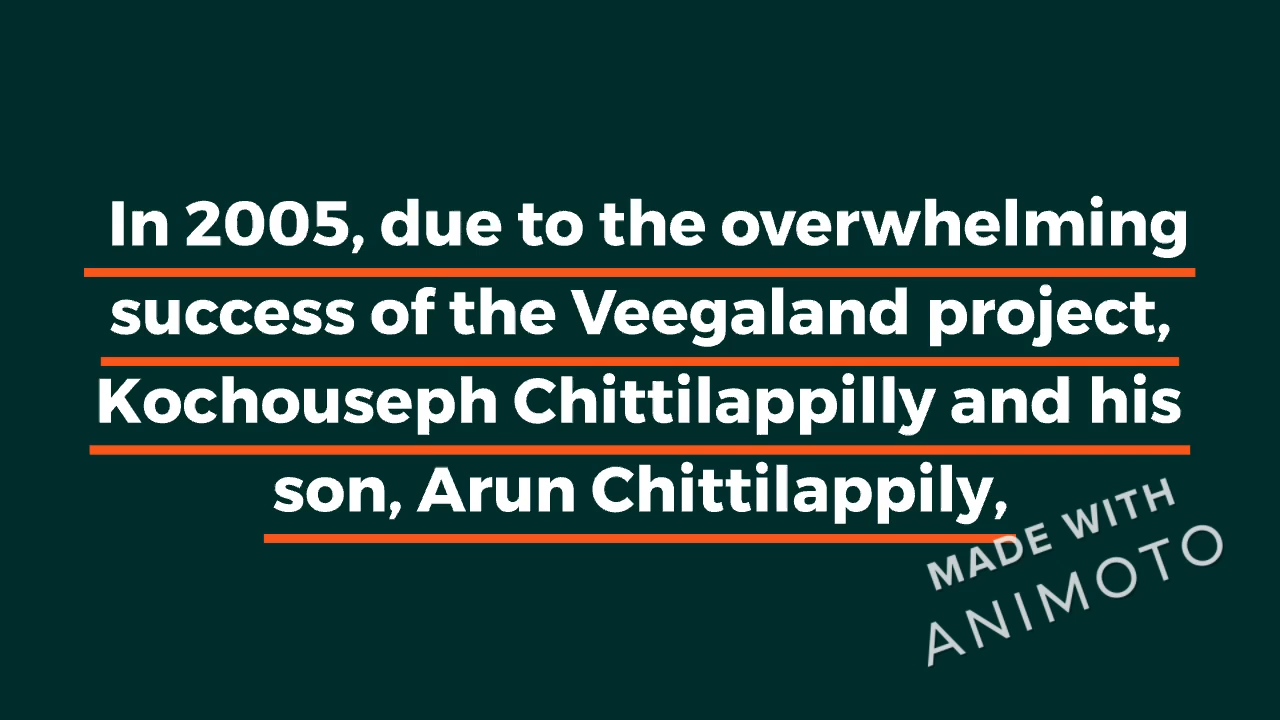 In 2005, due to the overwhelming
success of the Veegaland project,
Kochouseph Chittilappilly and his
son, Arun Chittilappily,
MADE WITH
ANIMOTO